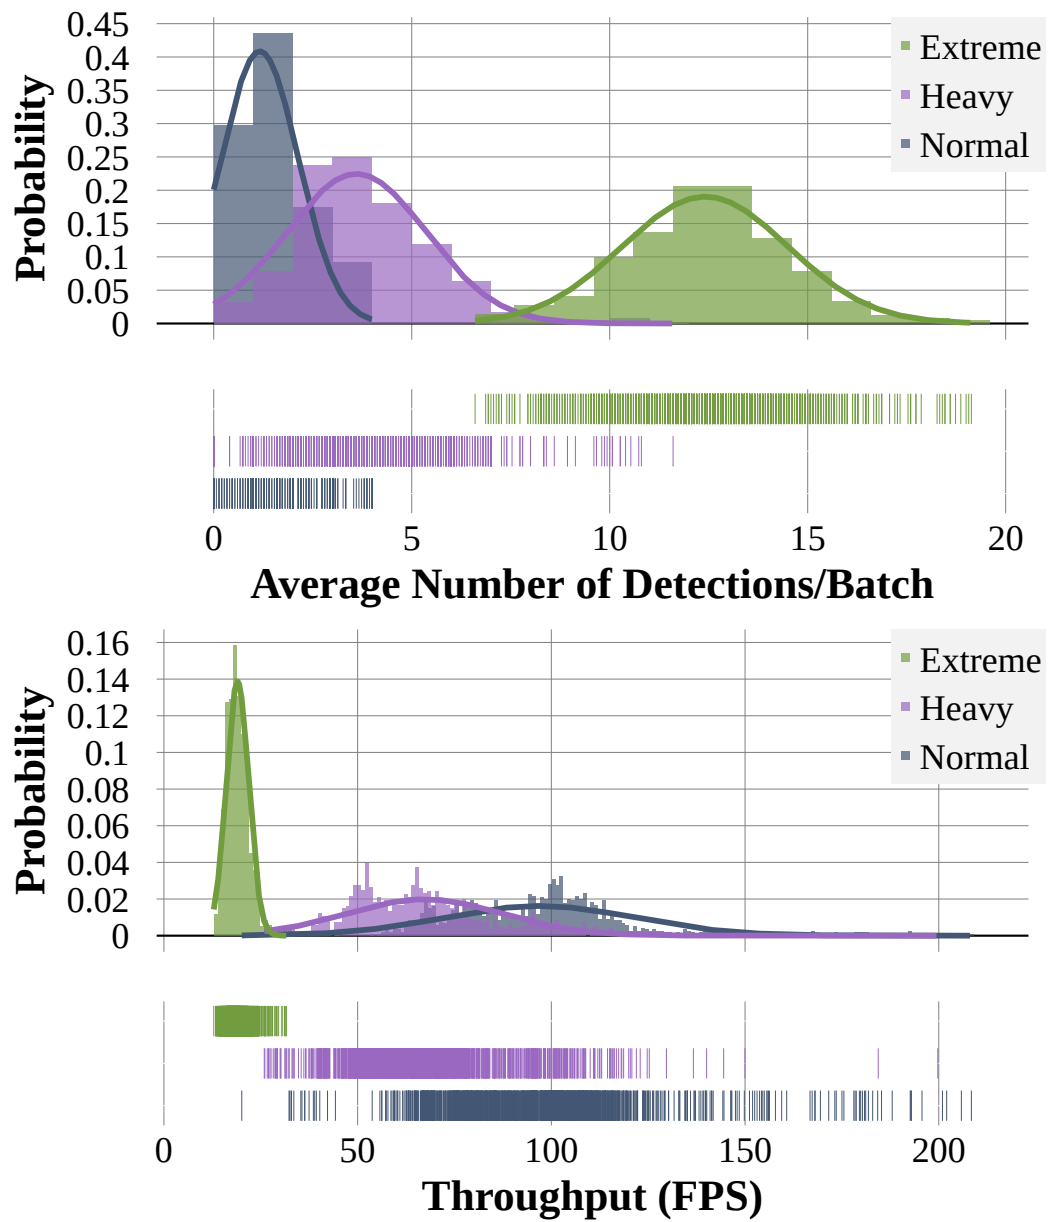 0.45
0.4
0.35
0.3
0.25
0.2
0.15
0.1
0.05
0
Probability
Extreme
Heavy
Normal
0 5 10 15 20
Average Number of Detections/Batch
0.16
0.14
0.12
0.1
0.08
0.06
0.04
0.02
0
Probability
Extreme
Heavy
Normal
0 50 100 150 200
Throughput (FPS)